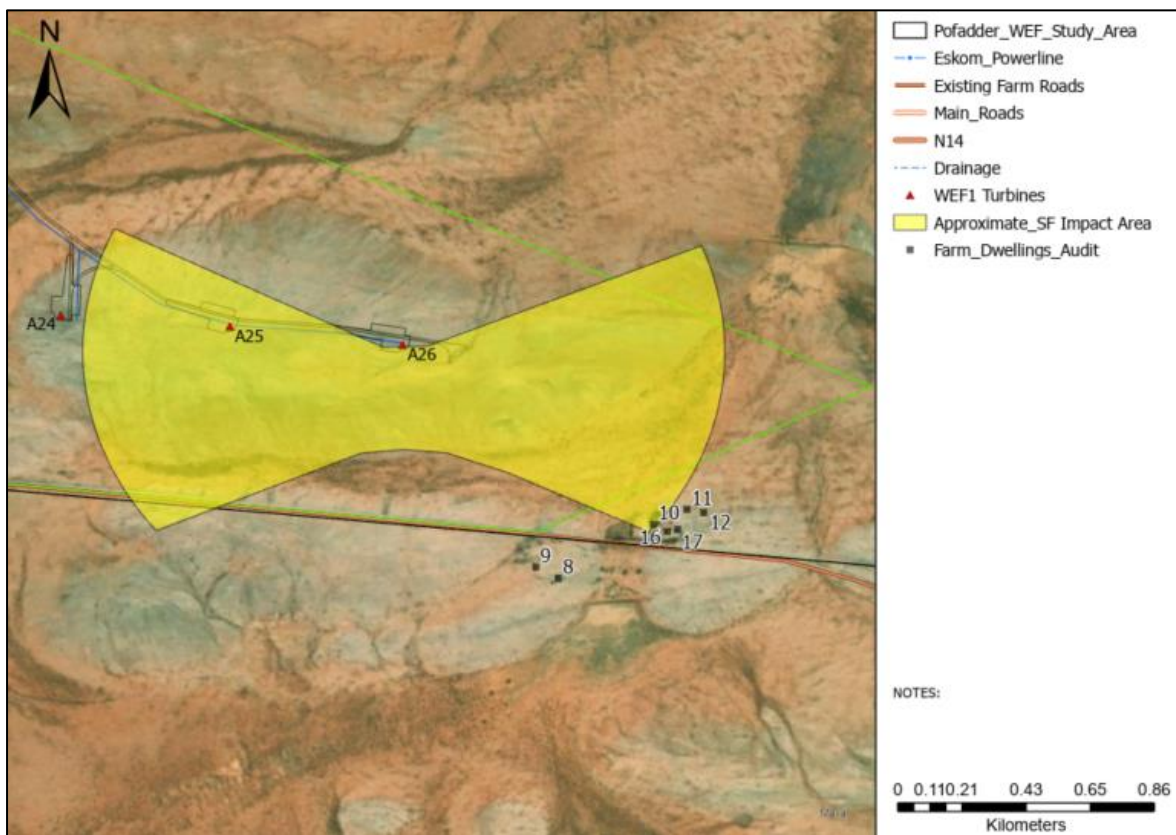 N
A24
A25
A26
11
10
12
16
17
9
8
Pofadder_WEF_Study_Area
Eskom_Powerline
Existing Farm Roads
Main_Roads
N14
Drainage
WEF1 Turbines
Approximate_SF Impact Area
Farm_Dwellings_Audit
NOTES:
0 0.110.21 0.43 0.65 0.86
Kilometers